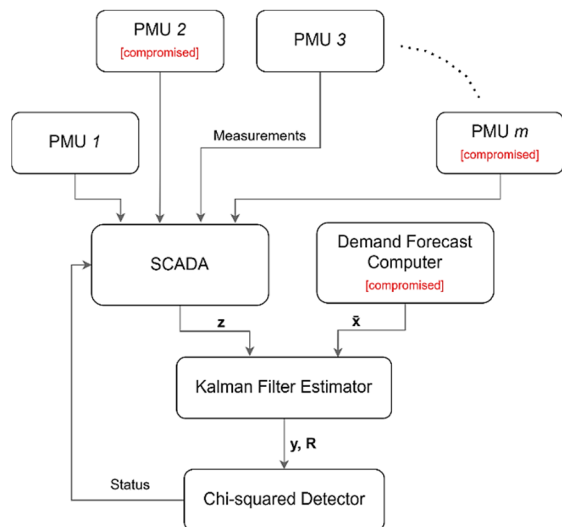 PMU 2
[compromised]
PMU 3
PMU 1
Measurements
PMU m
[compromised]
SCADA
Demand Forecast
Computer
[compromised]
z
x̄
Kalman Filter Estimator
y, R
Status
Chi-squared Detector